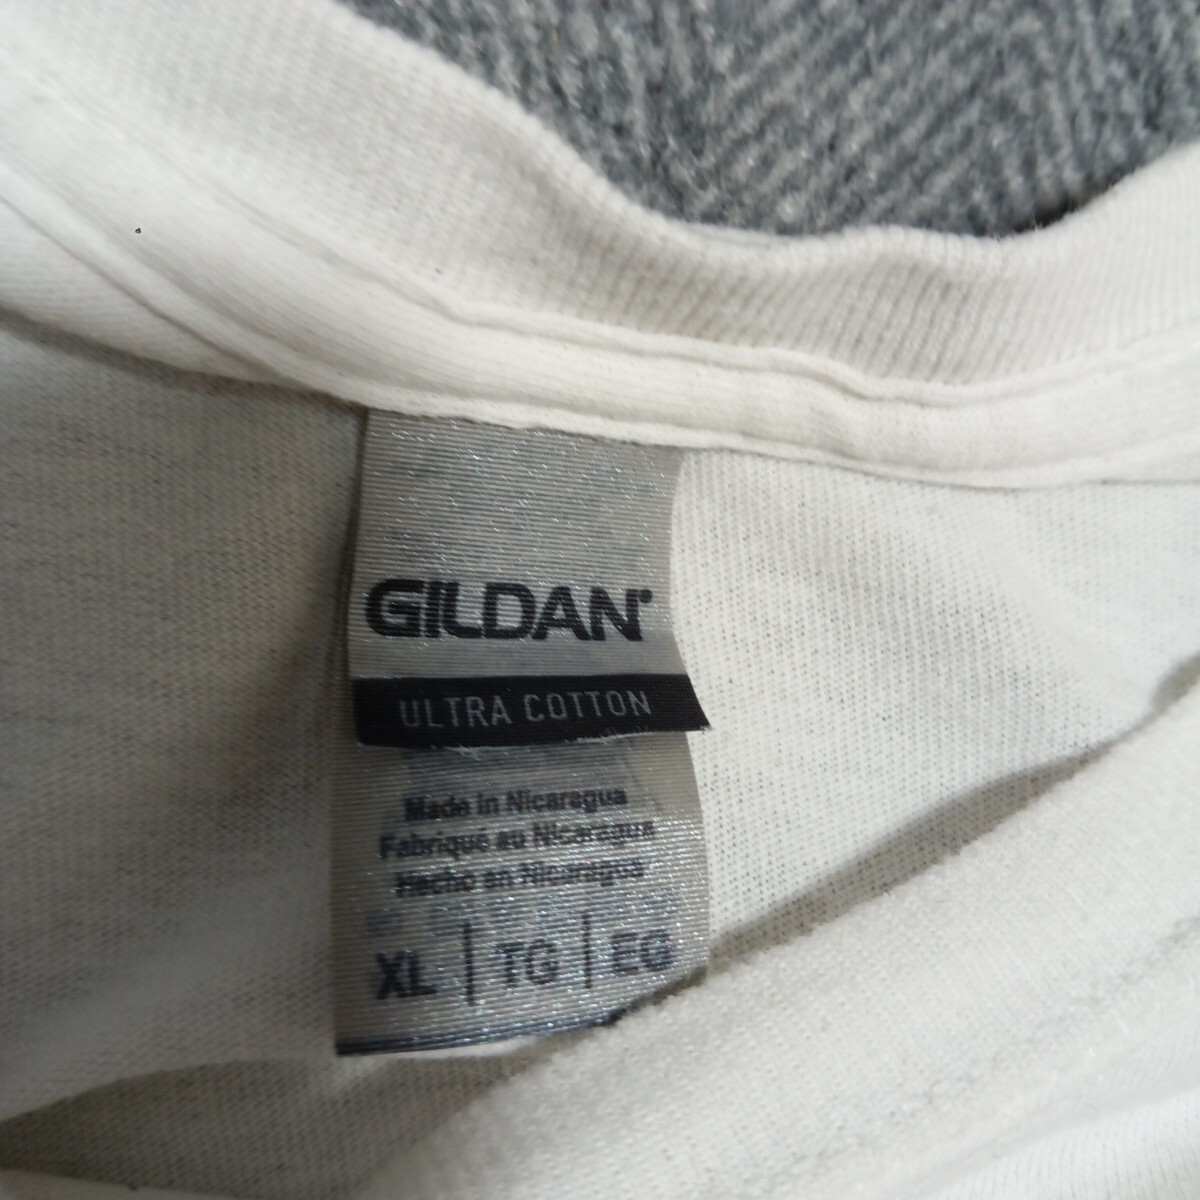 GILDAN
ULTRA COTTON
Made in Nicaragua
Fabriqué au Nicaragua
Hecho en Nicaragua
XL | TG | EG